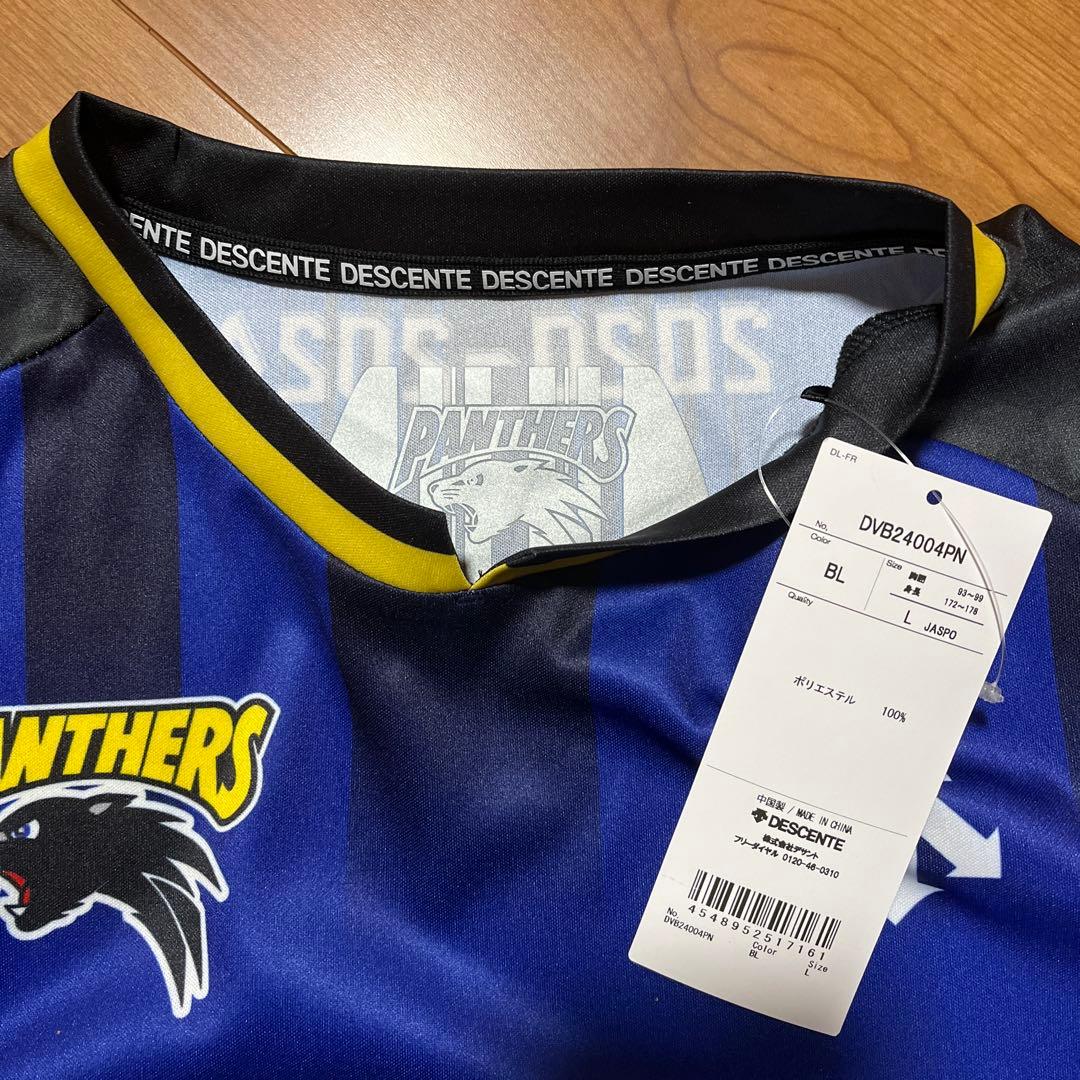 ENTE DESCENTE DESCENTE DESCENTE DESCENTE DESCENTE DE
PANTHERS
DL-FR
No. DVB24004PN
Color BL
Size 胸囲 93~99
身長 172~178
L JASPO
Quality
ポリエステル 100%
中国製 / MADE IN CHINA
DESCENTE
株式会社デサント
フリーダイヤル 0120-46-0310
4548952517161
No. DVB24004PN
Color BL
Size L
ANTHERS